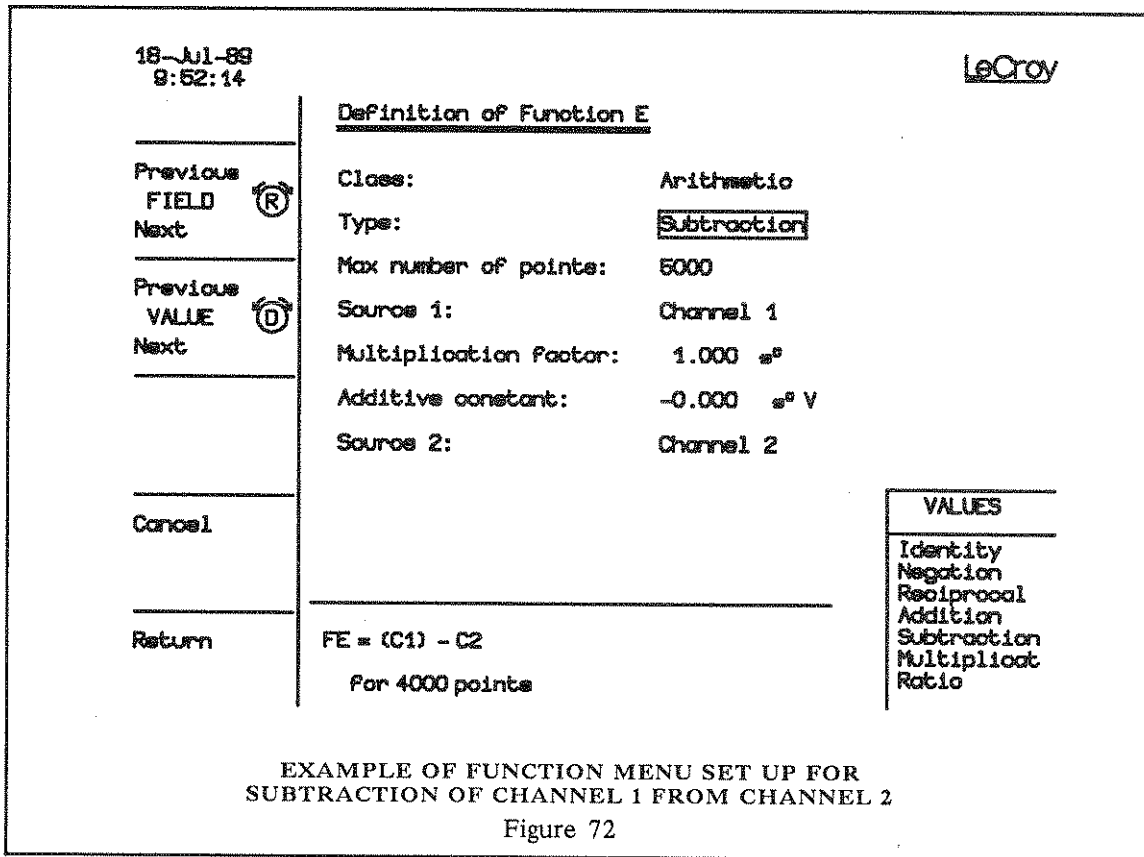 18-Jul-89
9:52:14
LeCroy
Definition of Function E
Previous
FIELD R
Next
Previous
VALUE D
Next
Cancel
Return
Class: Arithmetic
Type: Subtraction
Max number of points: 5000
Source 1: Channel 1
Multiplication factor: 1.000
Additive constant: -0.000 V
Source 2: Channel 2
FE = (C1) - C2
for 4000 points
VALUES
Identity
Negation
Reciprocal
Addition
Subtraction
Multiplicat
Ratio
EXAMPLE OF FUNCTION MENU SET UP FOR
SUBTRACTION OF CHANNEL 1 FROM CHANNEL 2
Figure 72